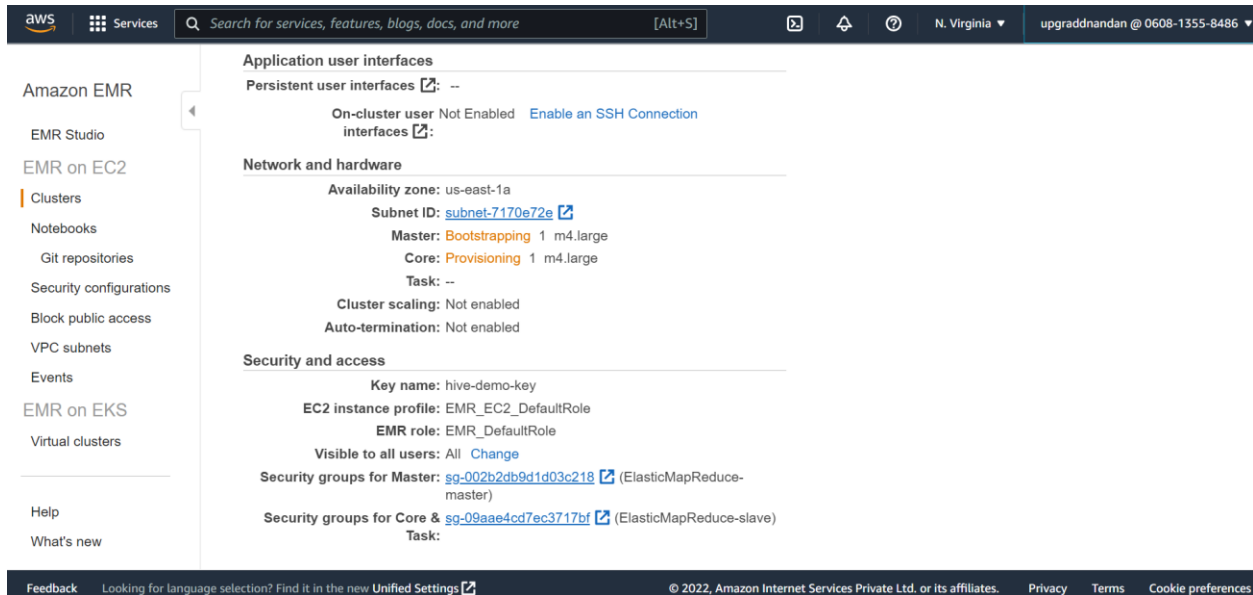 aws Services Search for services, features, blogs, docs, and more [Alt+S] N. Virginia ▼ upgraddnandan @ 0608-1355-8486 ▼
Amazon EMR
EMR Studio
EMR on EC2
Clusters
Notebooks
Git repositories
Security configurations
Block public access
VPC subnets
Events
EMR on EKS
Virtual clusters
Help
What's new
Application user interfaces
Persistent user interfaces : --
On-cluster user Not Enabled Enable an SSH Connection
interfaces :
Network and hardware
Availability zone: us-east-1a
Subnet ID: subnet-7170e72e
Master: Bootstrapping 1 m4.large
Core: Provisioning 1 m4.large
Task: --
Cluster scaling: Not enabled
Auto-termination: Not enabled
Security and access
Key name: hive-demo-key
EC2 instance profile: EMR_EC2_DefaultRole
EMR role: EMR_DefaultRole
Visible to all users: All Change
Security groups for Master: sg-002b2db9d1d03c218 (ElasticMapReduce-
master)
Security groups for Core & sg-09aae4cd7ec3717bf (ElasticMapReduce-slave)
Task:
Feedback Looking for language selection? Find it in the new Unified Settings © 2022, Amazon Internet Services Private Ltd. or its affiliates. Privacy Terms Cookie preferences